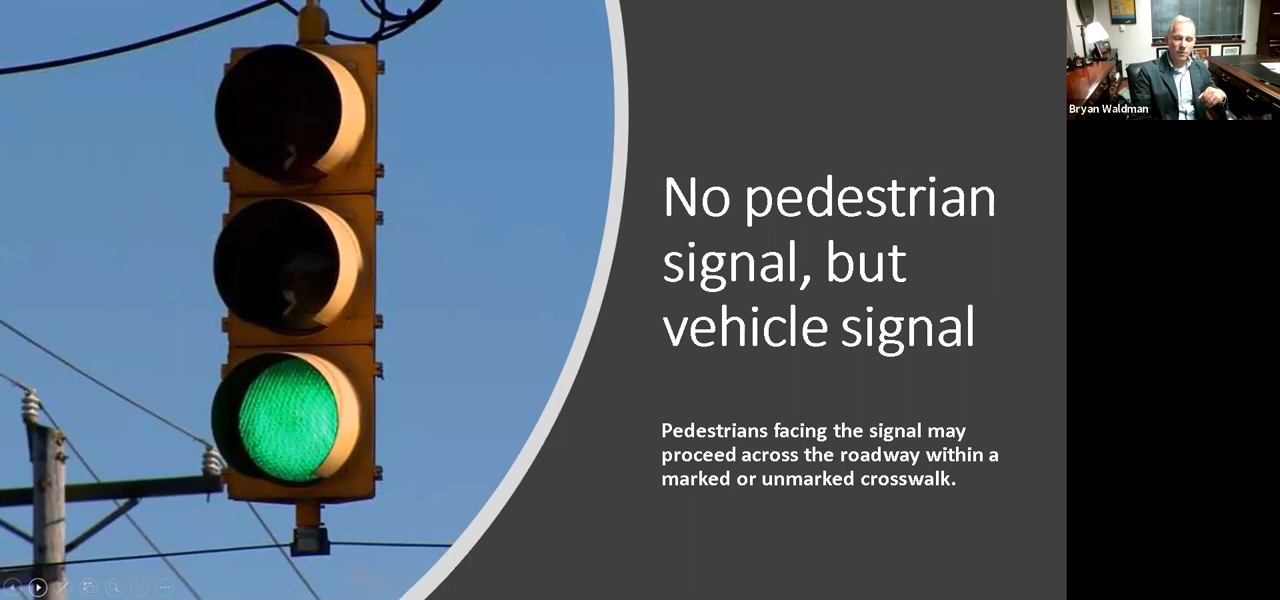 No pedestrian
signal, but
vehicle signal
Pedestrians facing the signal may
proceed across the roadway within a
marked or unmarked crosswalk.
Bryan Waldman